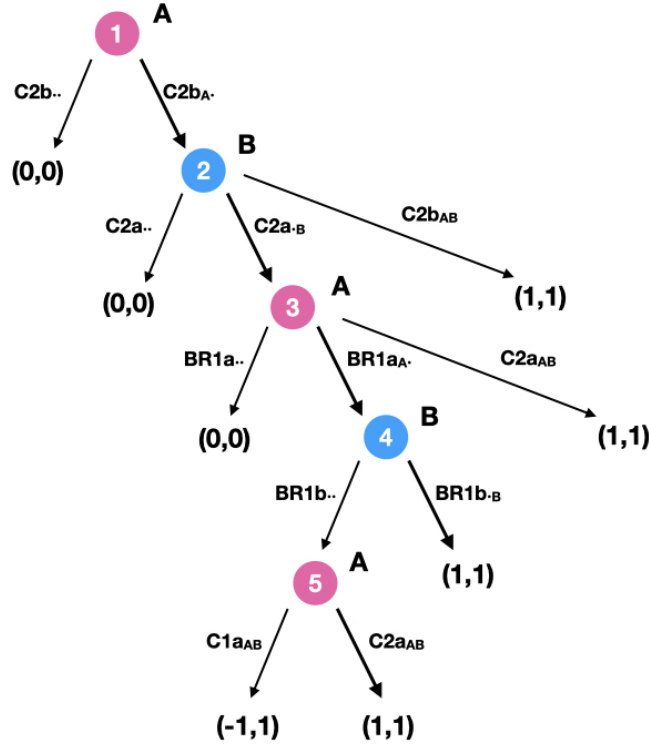 A
1
C2b..
C2bA.
(0,0)
B
2
C2a..
C2a.B
C2bAB
(0,0)
(1,1)
A
3
BR1a..
BR1aA.
C2aAB
(0,0)
B
4
(1,1)
BR1b..
BR1b.B
A
(1,1)
5
C1aAB
C2aAB
(-1,1)
(1,1)